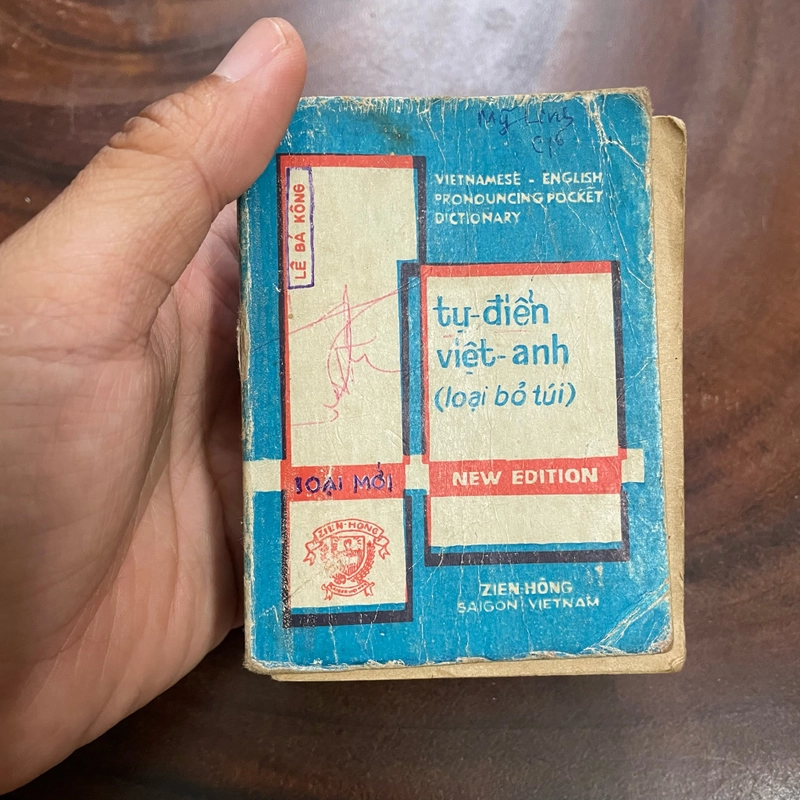 Mỹ Linh
LÊ BÁ KÔNG
VIETNAMESE - ENGLISH
PRONOUNCING POCKET
DICTIONARY
tự-điển
việt-anh
(loại bỏ túi)
LOẠI MỚI
NEW EDITION
ZIEN-HONG
ZIEN-HÔNG
SAIGON VIETNAM